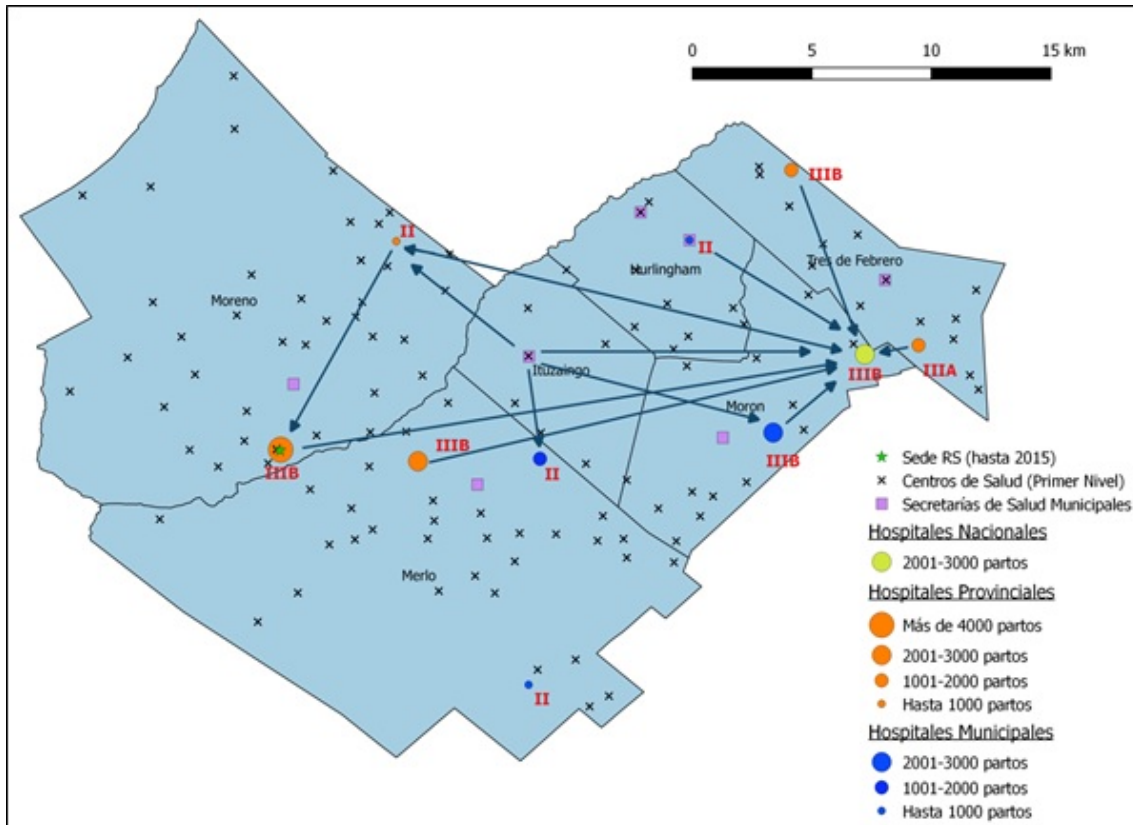 0 5 10 15 km
IIIB
II
II
Hurlingham
Tres de Febrero
Moreno
Ituzaingo
IIIB
IIIA
Moron
IIIB
IIIB
IIIB
II
Merlo
II
Sede RS (hasta 2015)
Centros de Salud (Primer Nivel)
Secretarías de Salud Municipales
Hospitales Nacionales
2001-3000 partos
Hospitales Provinciales
Más de 4000 partos
2001-3000 partos
1001-2000 partos
Hasta 1000 partos
Hospitales Municipales
2001-3000 partos
1001-2000 partos
Hasta 1000 partos